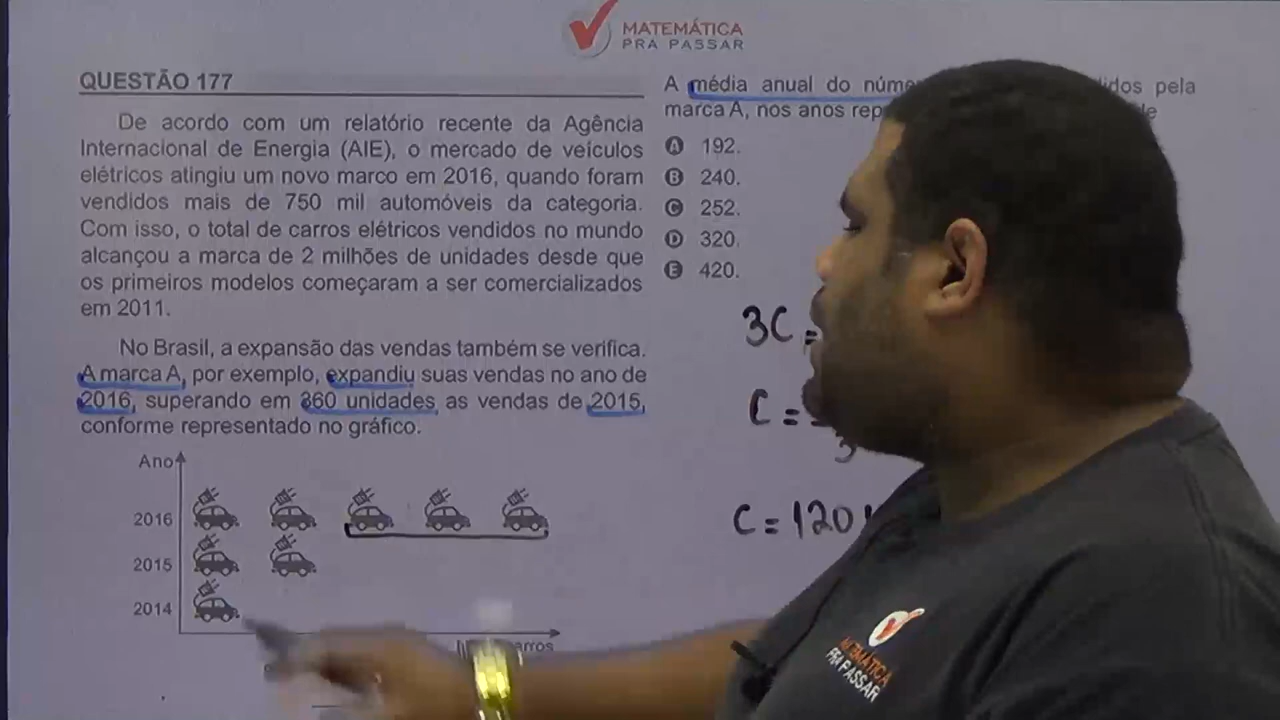 MATEMÁTICA
PRA PASSAR
QUESTÃO 177
De acordo com um relatório recente da Agência
Internacional de Energia (AIE), o mercado de veículos
elétricos atingiu um novo marco em 2016, quando foram
vendidos mais de 750 mil automóveis da categoria.
Com isso, o total de carros elétricos vendidos no mundo
alcançou a marca de 2 milhões de unidades desde que
os primeiros modelos começaram a ser comercializados
em 2011.
No Brasil, a expansão das vendas também se verifica.
A marca A, por exemplo, expandiu suas vendas no ano de
2016, superando em 360 unidades as vendas de 2015,
conforme representado no gráfico.
Ano
2016
2015
2014
A média anual do
marca A, nos anos
A 192.
B 240.
C 252.
D 320.
E 420.
3C =
C =
3
C = 120
MATEMÁTICA
PRA PASSAR